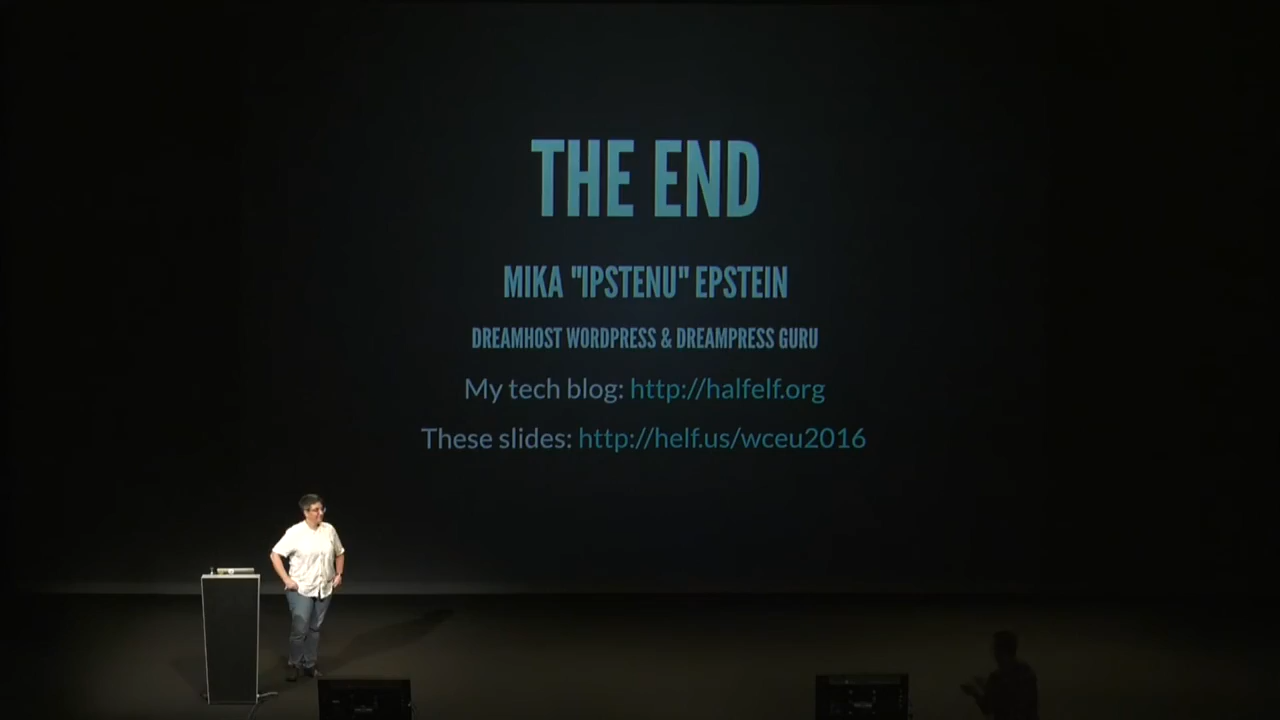 THE END
MIKA "IPSTENU" EPSTEIN
DREAMHOST WORDPRESS & DREAMPRESS GURU
My tech blog: http://halfelf.org
These slides: http://helf.us/wceu2016